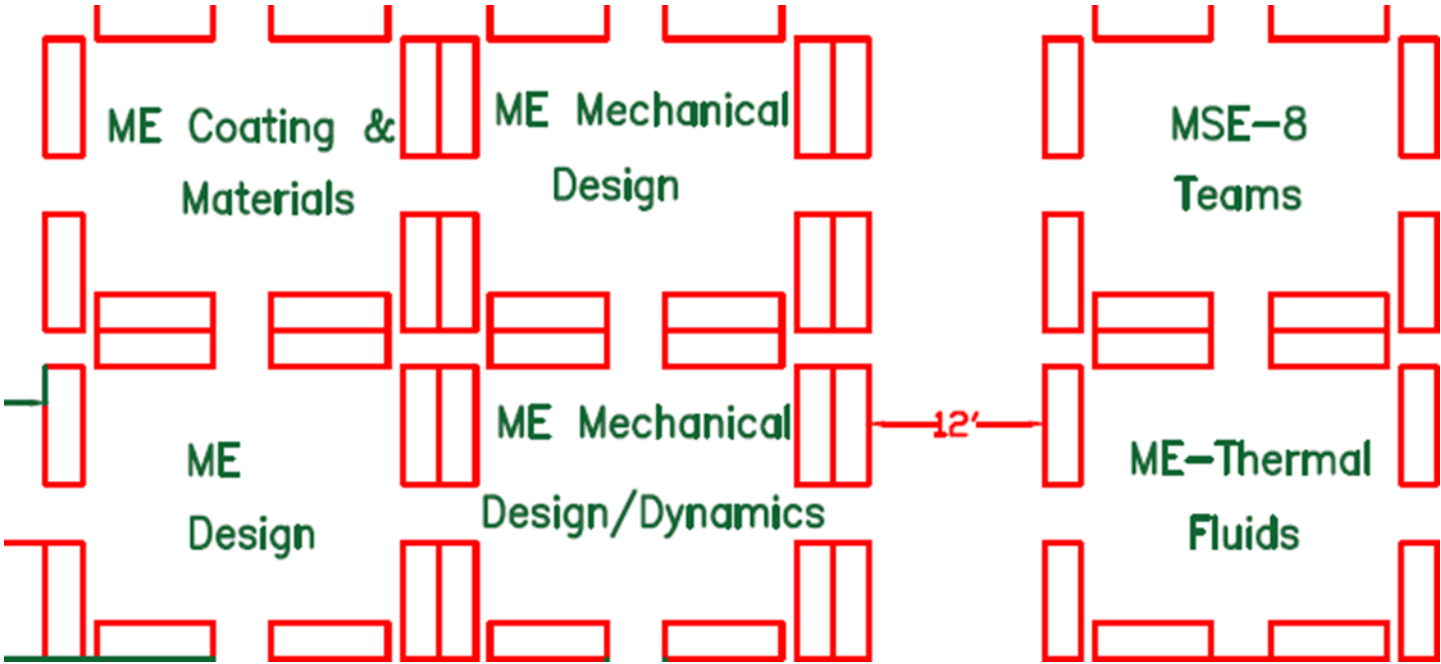 ME Coating &
Materials
ME Mechanical
Design
MSE-8
Teams
ME
Design
ME Mechanical
Design/Dynamics
12'
ME-Thermal
Fluids